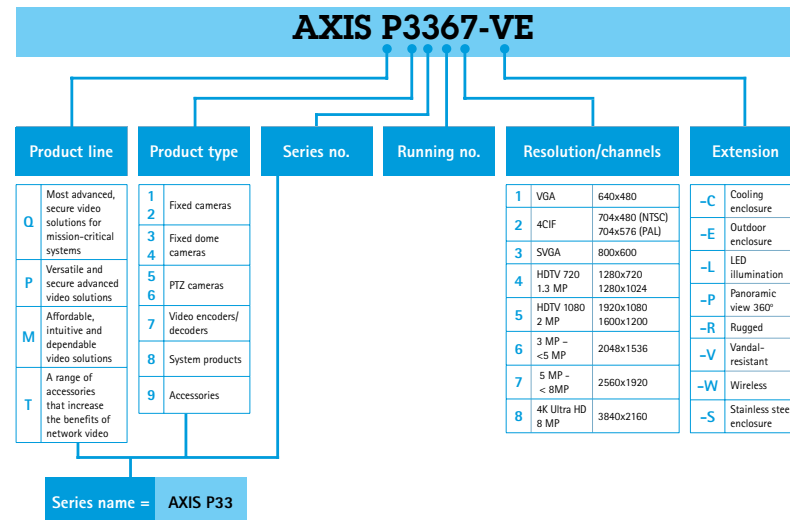 AXIS P3367-VE
Product line
Product type
Series no.
Running no.
Resolution/channels
Extension
Q
Most advanced,
secure video
solutions for
mission-critical
systems
P
Versatile and
secure advanced
video solutions
M
Affordable,
intuitive and
dependable
video solutions
T
A range of
accessories
that increase
the benefits of
network video
1
2
Fixed cameras
3
4
Fixed dome
cameras
5
6
PTZ cameras
7
Video encoders/
decoders
8
System products
9
Accessories
1 VGA 640x480
2 4CIF 704x480 (NTSC)
704x576 (PAL)
3 SVGA 800x600
4 HDTV 720 1280x720
1.3 MP 1280x1024
5 HDTV 1080 1920x1080
2 MP 1600x1200
6 3 MP –
<5 MP 2048x1536
7 5 MP -
< 8MP 2560x1920
8 4K Ultra HD
8 MP 3840x2160
-C Cooling
enclosure
-E Outdoor
enclosure
-L LED
illumination
-P Panoramic
view 360°
-R Rugged
-V Vandal-
resistant
-W Wireless
-S Stainless stee
enclosure
Series name = AXIS P33